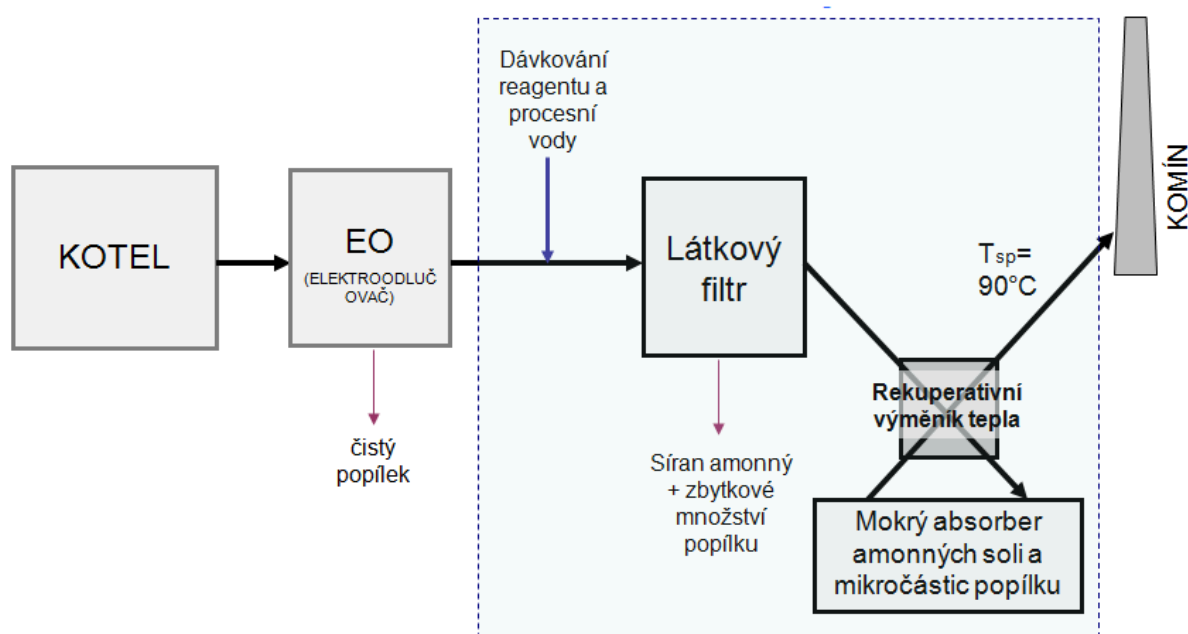 Dávkování
reagentu a
procesní
vody
KOTEL
EO
(ELEKTROODLUČ
OVAČ)
Látkový
filtr
Tsp=
90°C
KOMÍN
Rekuperativní
výměník tepla
čistý
popílek
Síran amonný
+ zbytkové
množství
popílku
Mokrý absorber
amonných soli a
mikročástic popílku